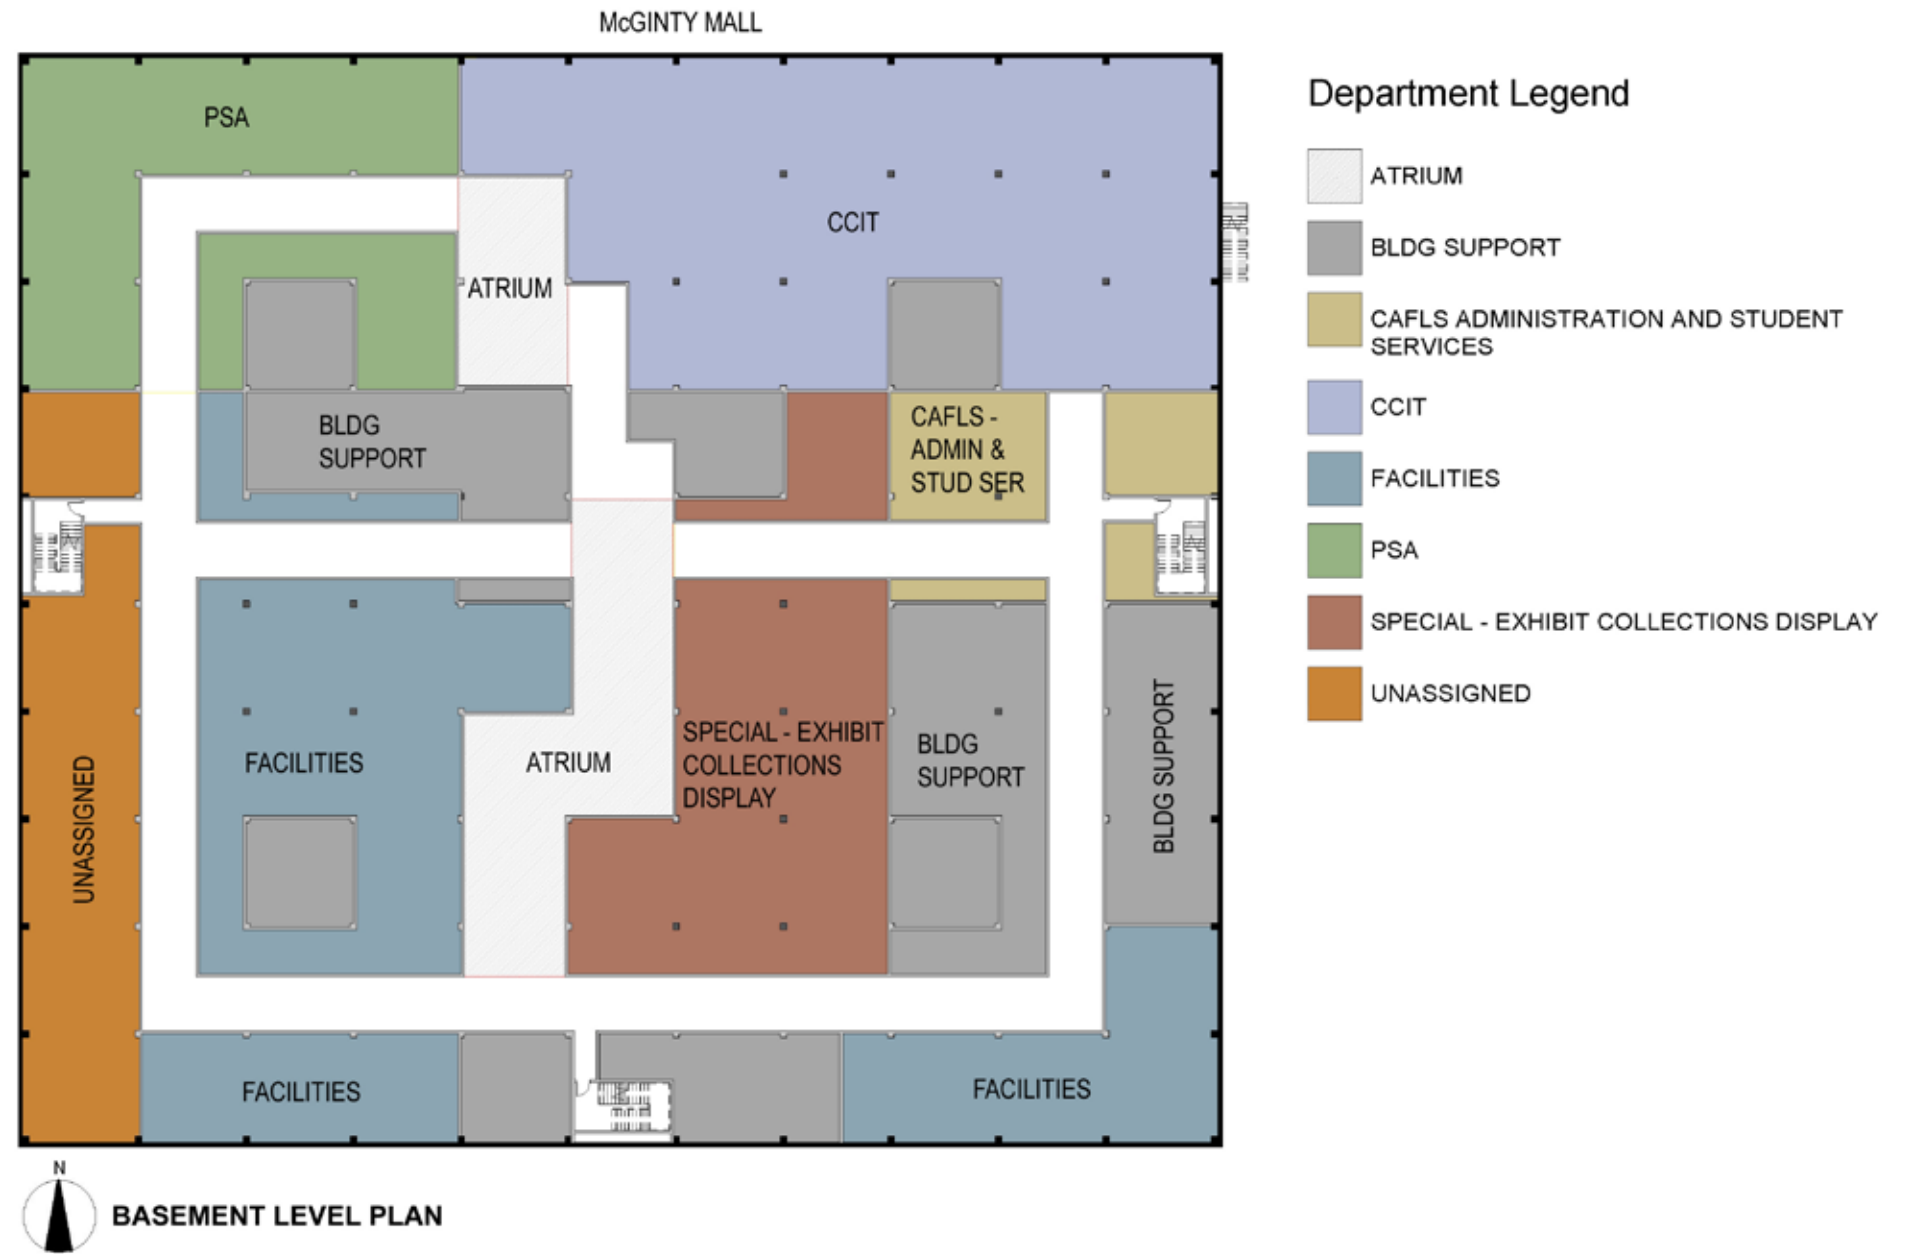 McGINTY MALL
PSA
CCIT
ATRIUM
BLDG
SUPPORT
CAFLS -
ADMIN &
STUD SER
UNASSIGNED
FACILITIES
ATRIUM
SPECIAL - EXHIBIT
COLLECTIONS
DISPLAY
BLDG
SUPPORT
BLDG SUPPORT
FACILITIES
FACILITIES
N
BASEMENT LEVEL PLAN
Department Legend
ATRIUM
BLDG SUPPORT
CAFLS ADMINISTRATION AND STUDENT
SERVICES
CCIT
FACILITIES
PSA
SPECIAL - EXHIBIT COLLECTIONS DISPLAY
UNASSIGNED